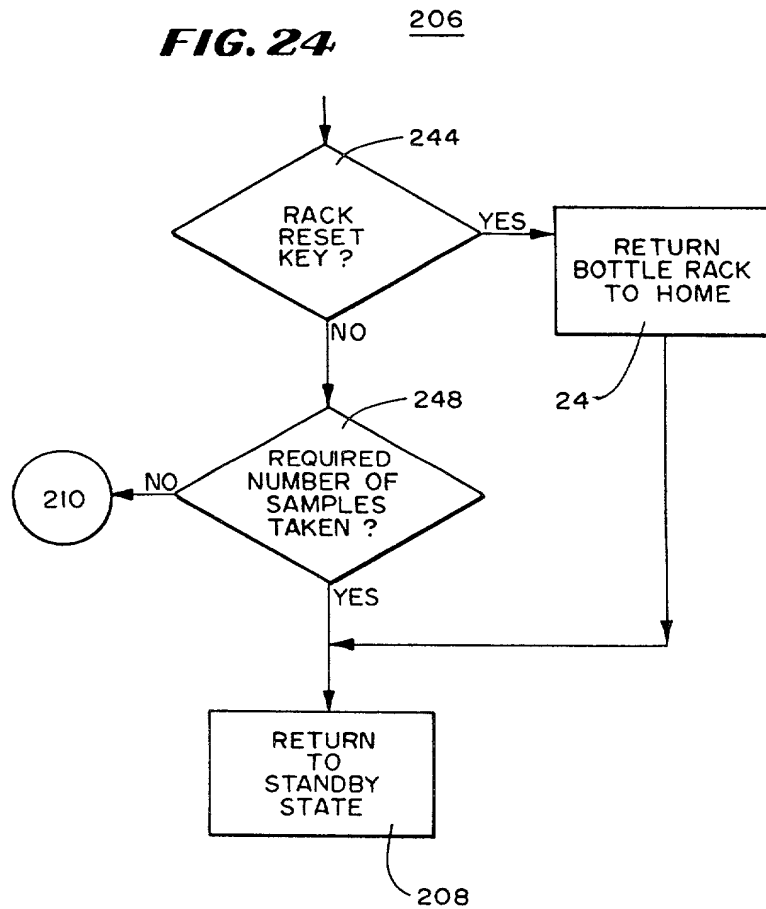 FIG. 24
206
244
RACK
RESET
KEY ?
YES
RETURN
BOTTLE RACK
TO HOME
NO
24
248
REQUIRED
NUMBER OF
SAMPLES
TAKEN ?
NO
210
YES
RETURN
TO
STANDBY
STATE
208